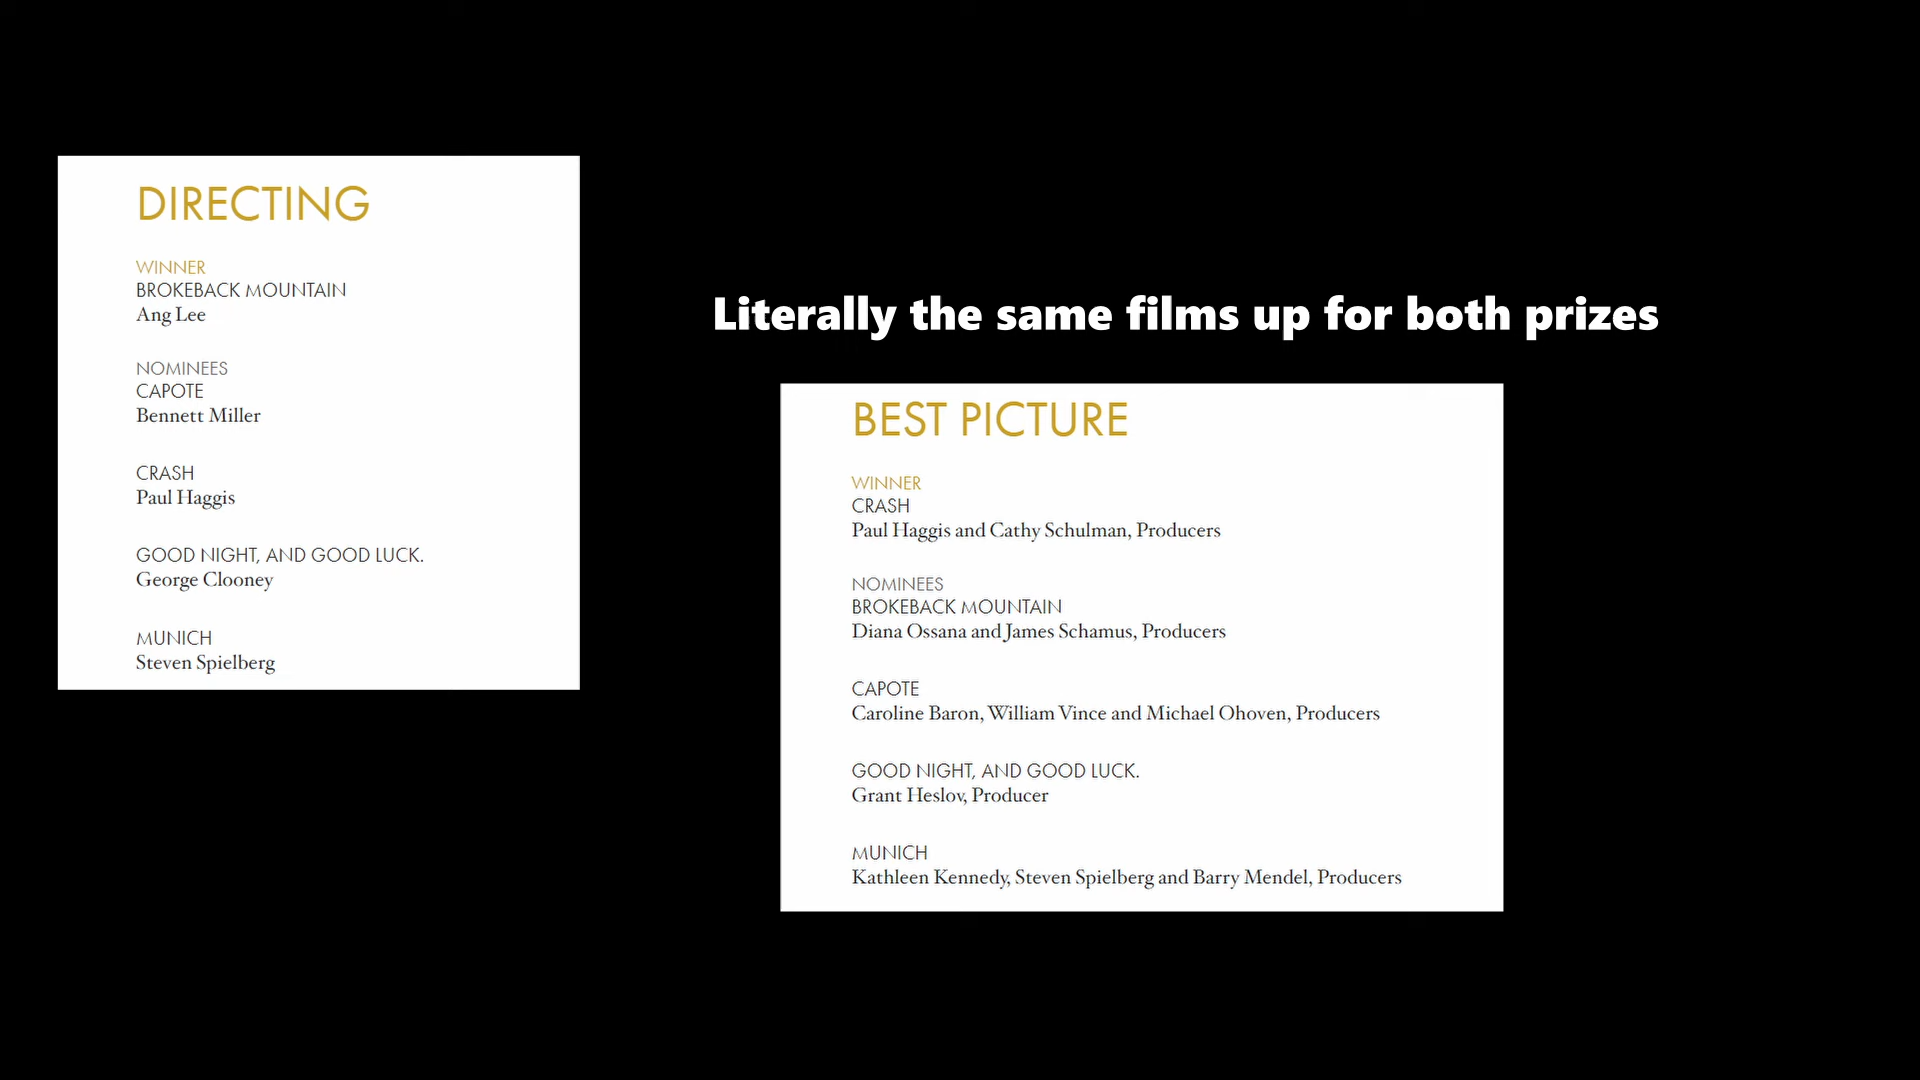 DIRECTING
WINNER
BROKEBACK MOUNTAIN
Ang Lee
NOMINEES
CAPOTE
Bennett Miller
CRASH
Paul Haggis
GOOD NIGHT, AND GOOD LUCK.
George Clooney
MUNICH
Steven Spielberg
Literally the same films up for both prizes
BEST PICTURE
WINNER
CRASH
Paul Haggis and Cathy Schulman, Producers
NOMINEES
BROKEBACK MOUNTAIN
Diana Ossana and James Schamus, Producers
CAPOTE
Caroline Baron, William Vince and Michael Ohoven, Producers
GOOD NIGHT, AND GOOD LUCK.
Grant Heslov, Producer
MUNICH
Kathleen Kennedy, Steven Spielberg and Barry Mendel, Producers